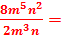 8m⁵n²/2m³n =